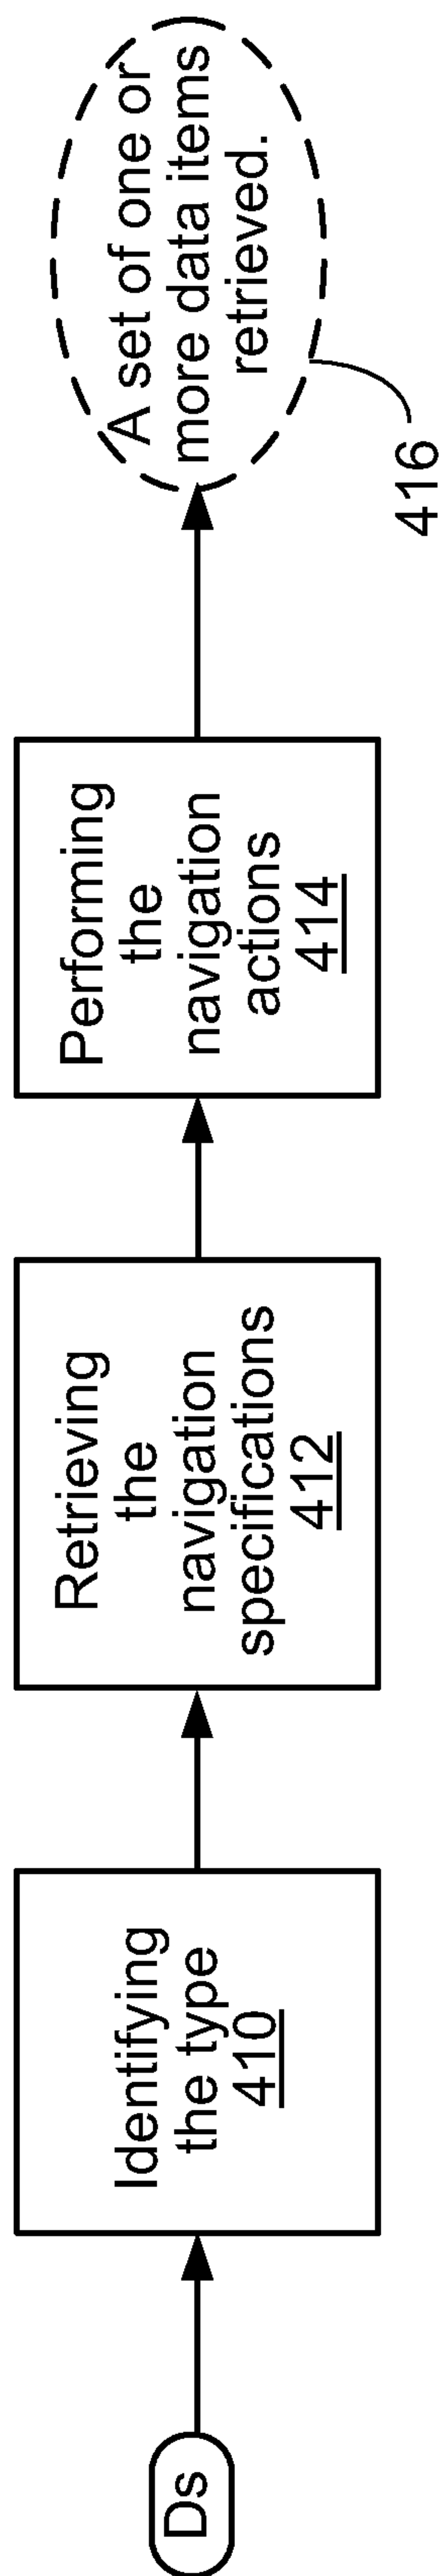 Ds
Identifying
the type
410
Retrieving
the
navigation
specifications
412
Performing
the
navigation
actions
414
A set of one or
more data items
retrieved.
416